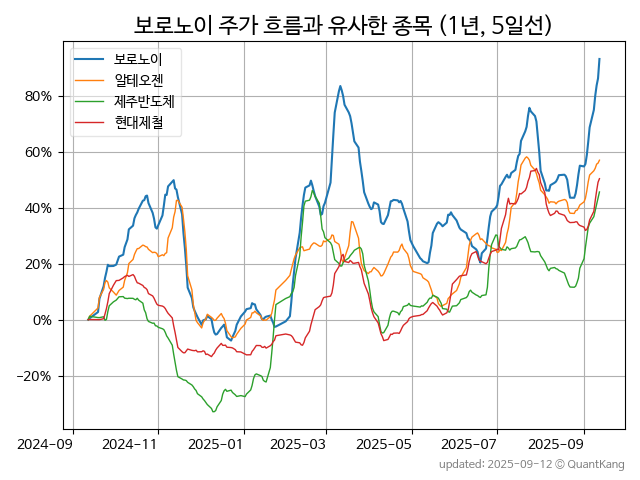 보로노이 주가 흐름과 유사한 종목 (1년, 5일선)
보로노이
알테오젠
제주반도체
현대제철
80%
60%
40%
20%
0%
−20%
2024-09 2024-11 2025-01 2025-03 2025-05 2025-07 2025-09
updated: 2025-09-12 © QuantKang